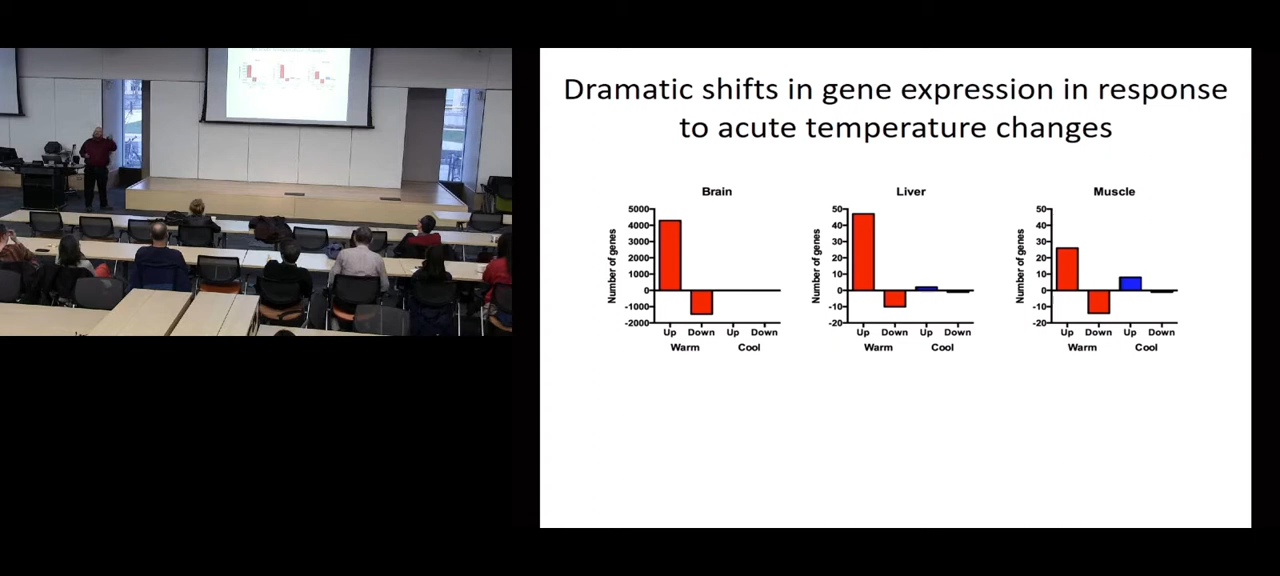 Dramatic shifts in gene expression in response
to acute temperature changes
Brain
Number of genes
5000
4000
3000
2000
1000
0
-1000
-2000
Up Down Up Down
Warm Cool
Liver
Number of genes
50
40
30
20
10
0
-10
-20
Up Down Up Down
Warm Cool
Muscle
Number of genes
50
40
30
20
10
0
-10
-20
Up Down Up Down
Warm Cool